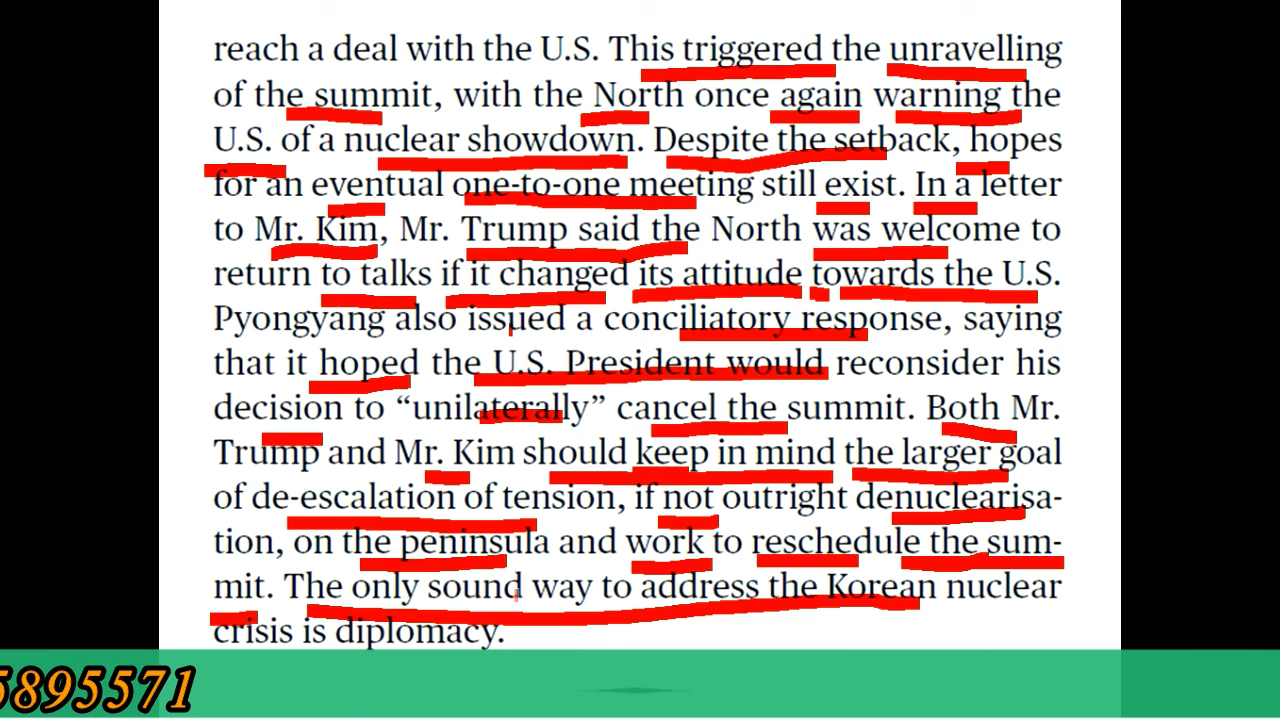 reach a deal with the U.S. This triggered the unravelling
of the summit, with the North once again warning the
U.S. of a nuclear showdown. Despite the setback, hopes
for an eventual one-to-one meeting still exist. In a letter
to Mr. Kim, Mr. Trump said the North was welcome to
return to talks if it changed its attitude towards the U.S.
Pyongyang also issued a conciliatory response, saying
that it hoped the U.S. President would reconsider his
decision to “unilaterally” cancel the summit. Both Mr.
Trump and Mr. Kim should keep in mind the larger goal
of de-escalation of tension, if not outright denuclearisa-
tion, on the peninsula and work to reschedule the sum-
mit. The only sound way to address the Korean nuclear
crisis is diplomacy.
5895571